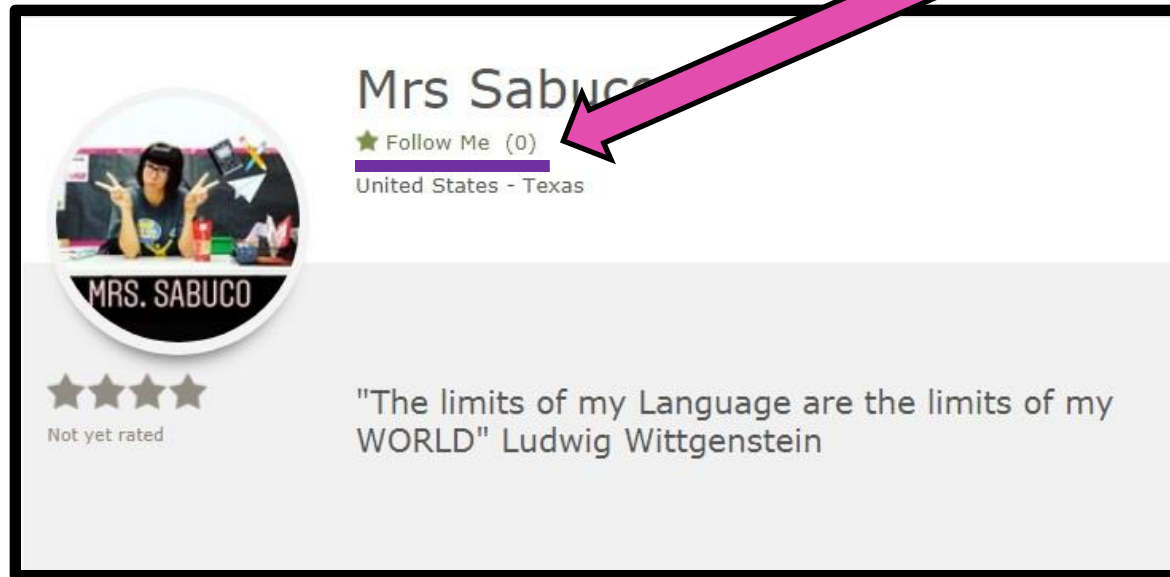 Mrs Sabuco
Follow Me (0)
United States - Texas
MRS. SABUCO
Not yet rated
"The limits of my Language are the limits of my
WORLD" Ludwig Wittgenstein